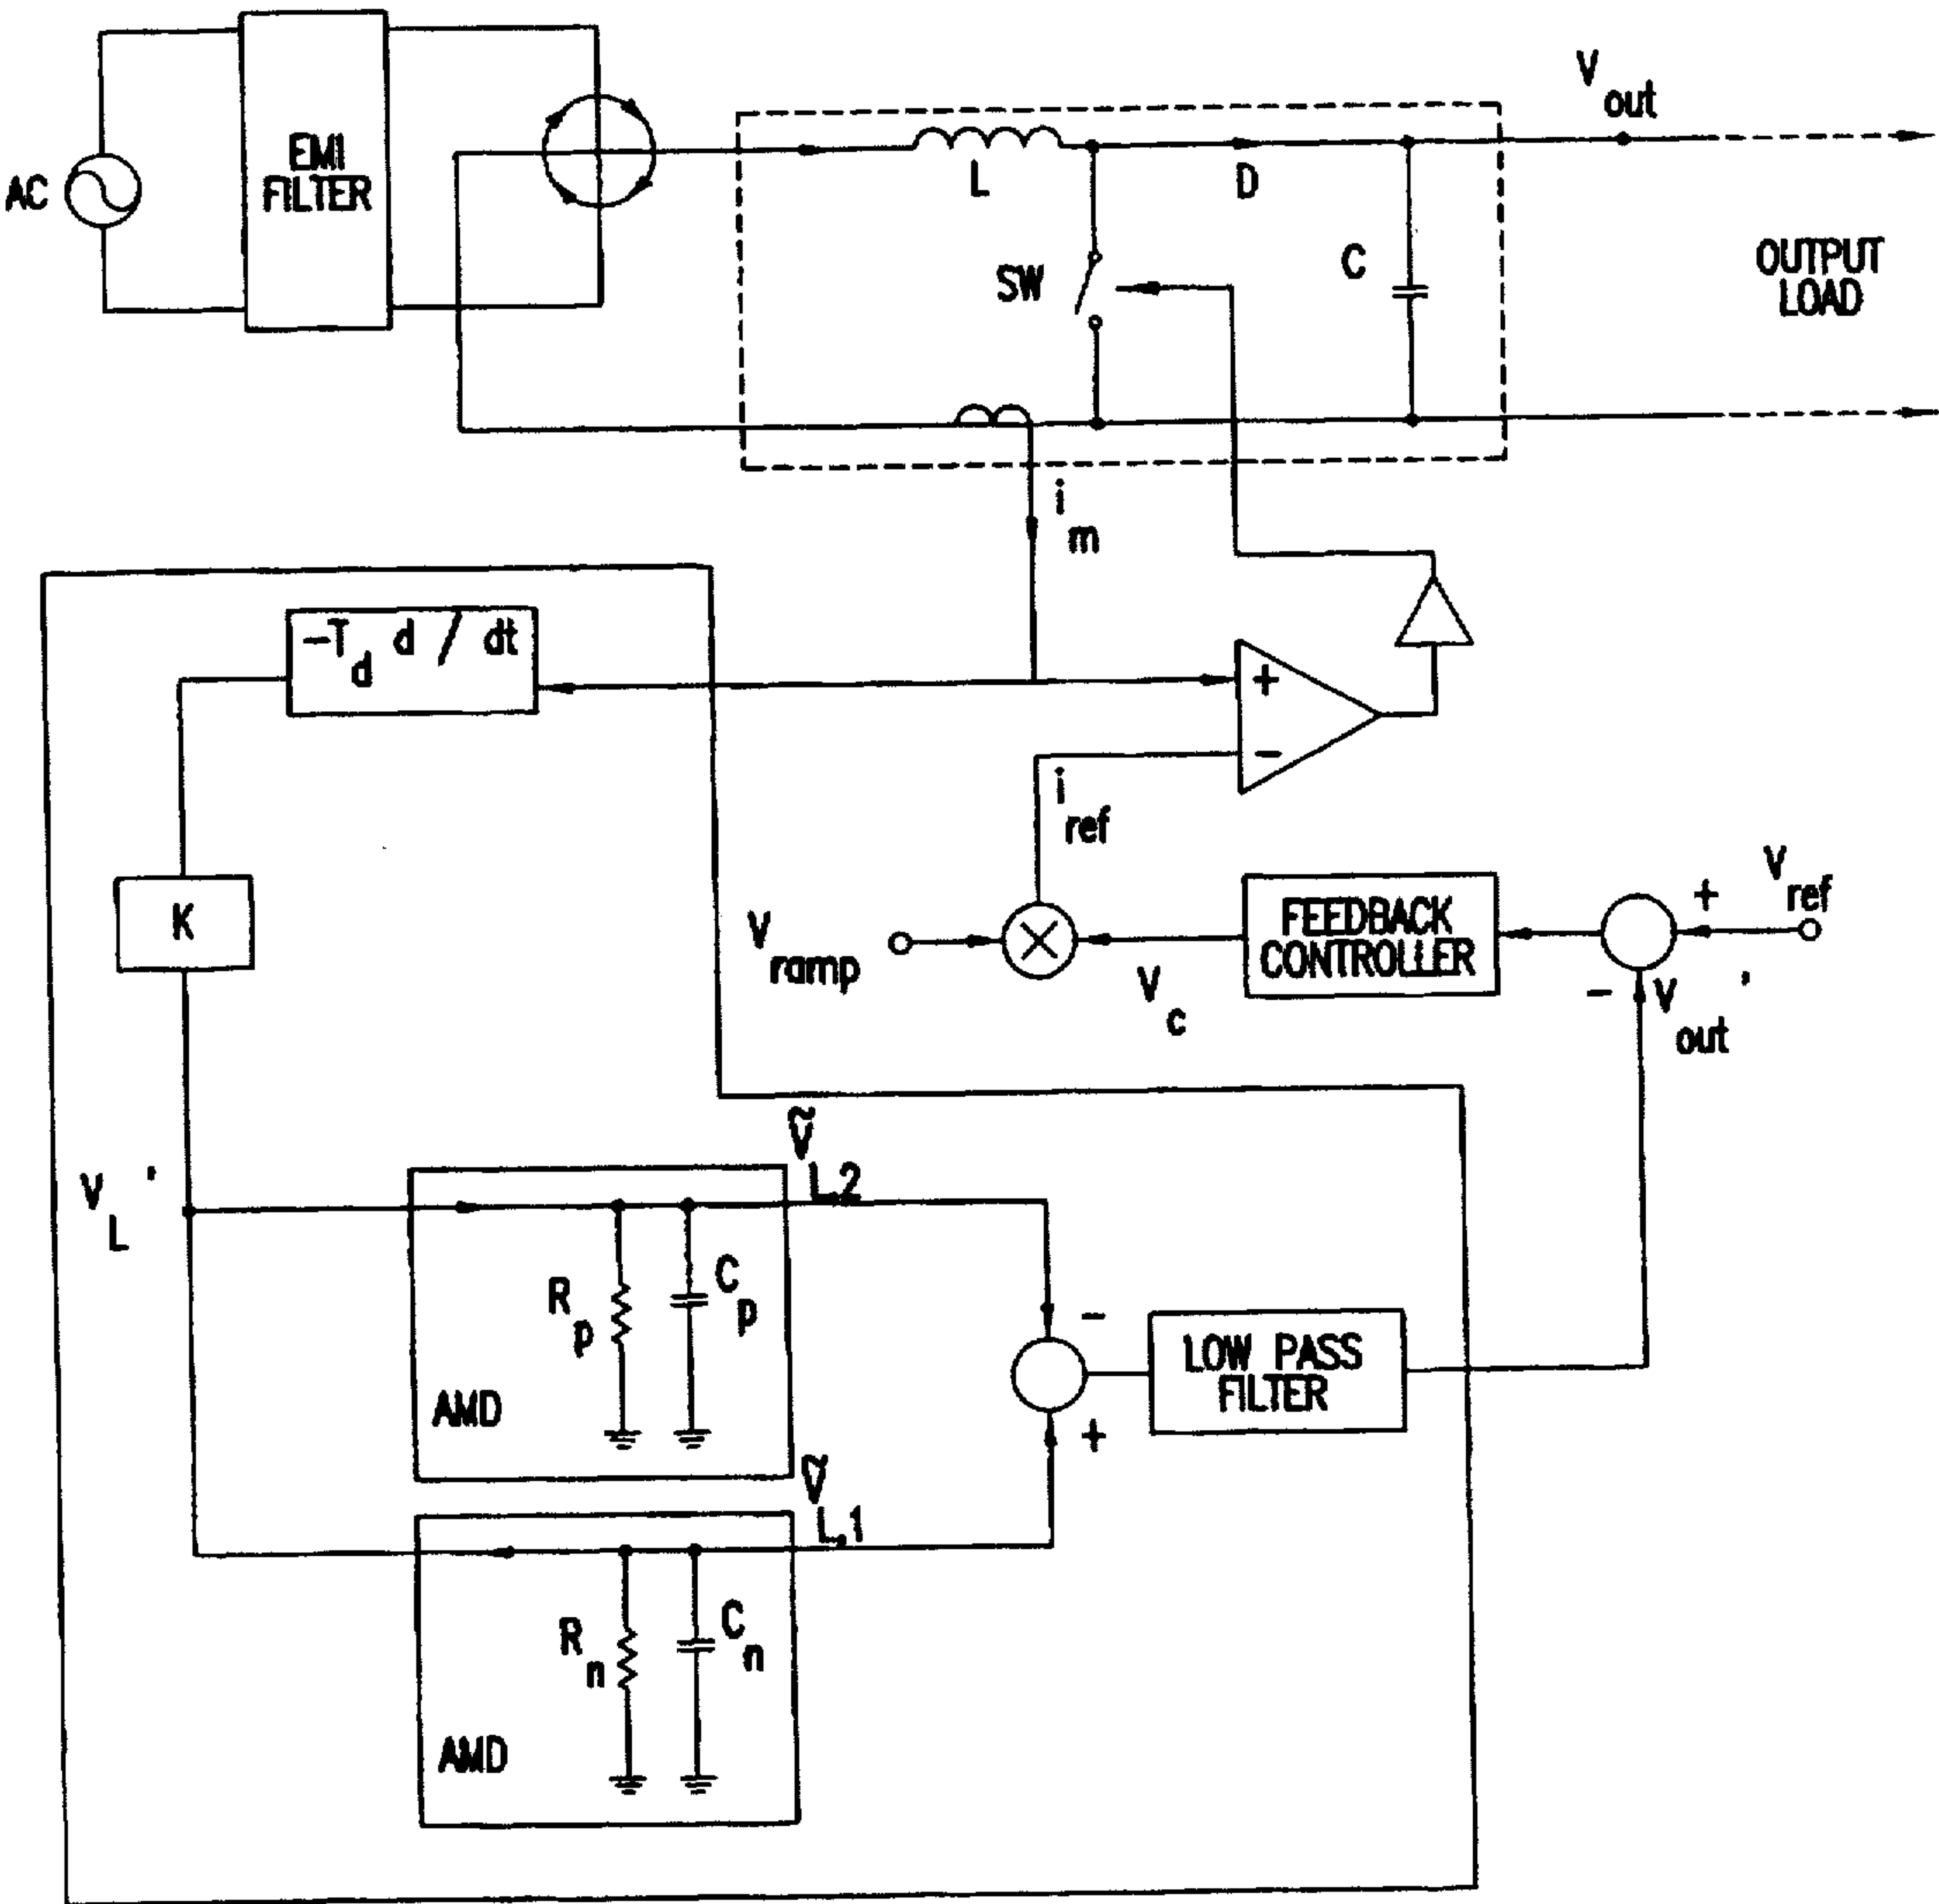 AC
EMI
FILTER
L
D
SW
C
V out
OUTPUT
LOAD
i m
-T d d / dt
+
-
i ref
K
V ramp
V c
FEEDBACK
CONTROLLER
+
V ref
-
V out '
V L '
Ṽ L,2
R p
C p
AMD
-
+
LOW PASS
FILTER
Ṽ L,1
R n
C n
AMD